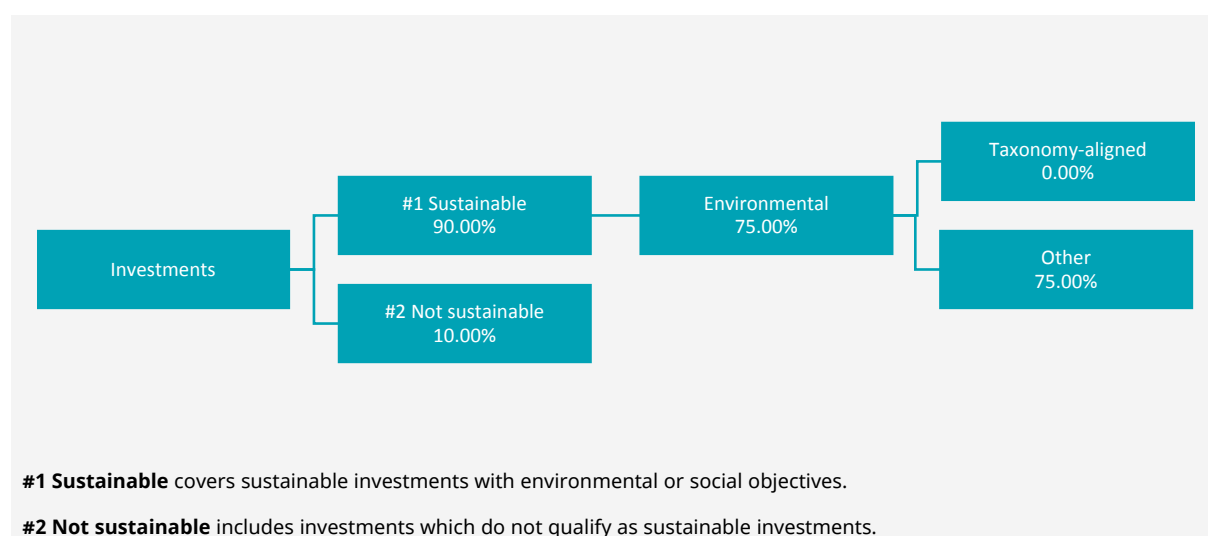 Taxonomy-aligned
0.00%
#1 Sustainable
90.00%
Environmental
75.00%
Investments
Other
75.00%
#2 Not sustainable
10.00%
#1 Sustainable covers sustainable investments with environmental or social objectives.
#2 Not sustainable includes investments which do not qualify as sustainable investments.